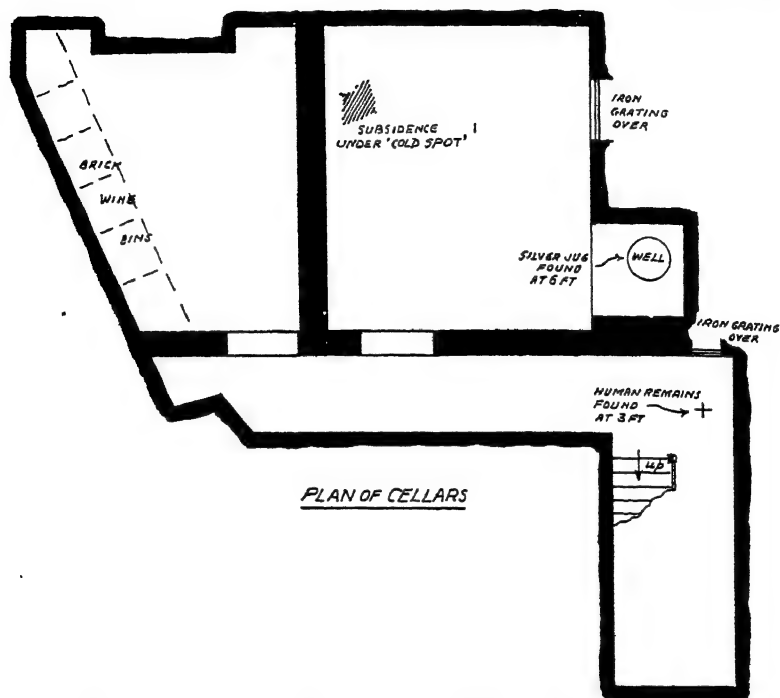 IRON
GRATING
OVER
SUBSIDENCE
UNDER 'COLD SPOT'
BRICK
WINE
BINS
SILVER JUG
FOUND
AT 6 FT
WELL
IRON GRATING
OVER
HUMAN REMAINS
FOUND
AT 3 FT
up
PLAN OF CELLARS